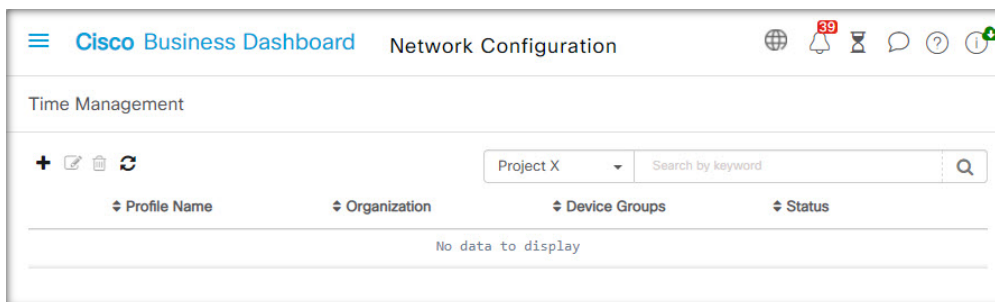 Cisco Business Dashboard Network Configuration 39
Time Management
Project X Search by keyword
Profile Name Organization Device Groups Status
No data to display